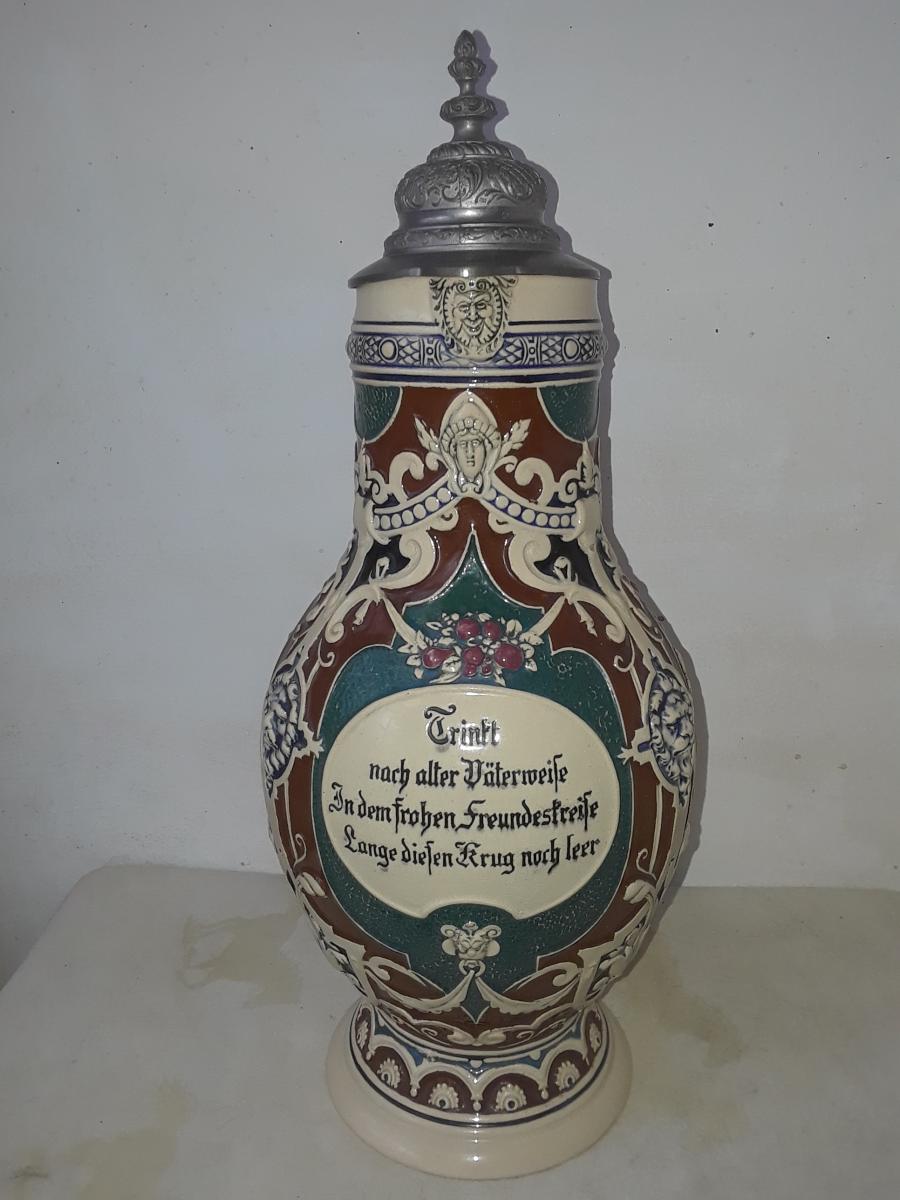 Trinkt
nach alter Väterweise
In dem frohen Freundeskreise
Lange diesen Krug noch leer